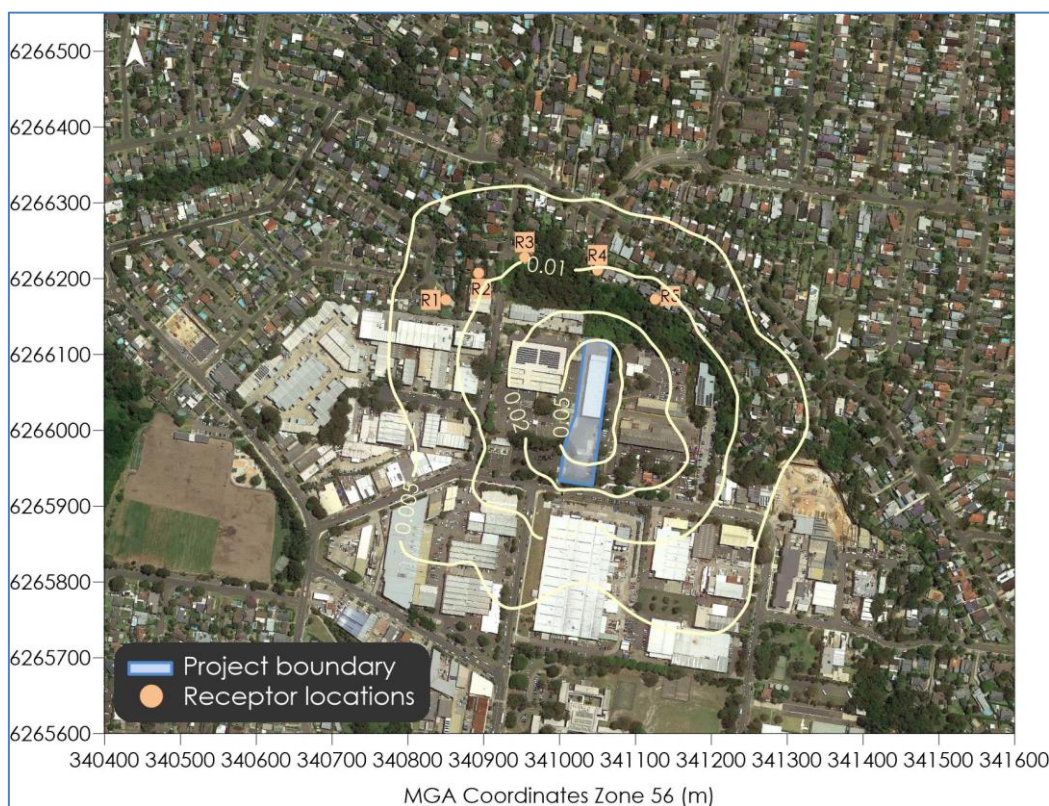 6266500
N
6266400
6266300
R3
0.01
R4
6266200
R1
R2
R5
6266100
0.02
0.05
6266000
6265900
0.005
6265800
6265700
Project boundary
Receptor locations
6265600
340400 340500 340600 340700 340800 340900 341000 341100 341200 341300 341400 341500 341600
MGA Coordinates Zone 56 (m)